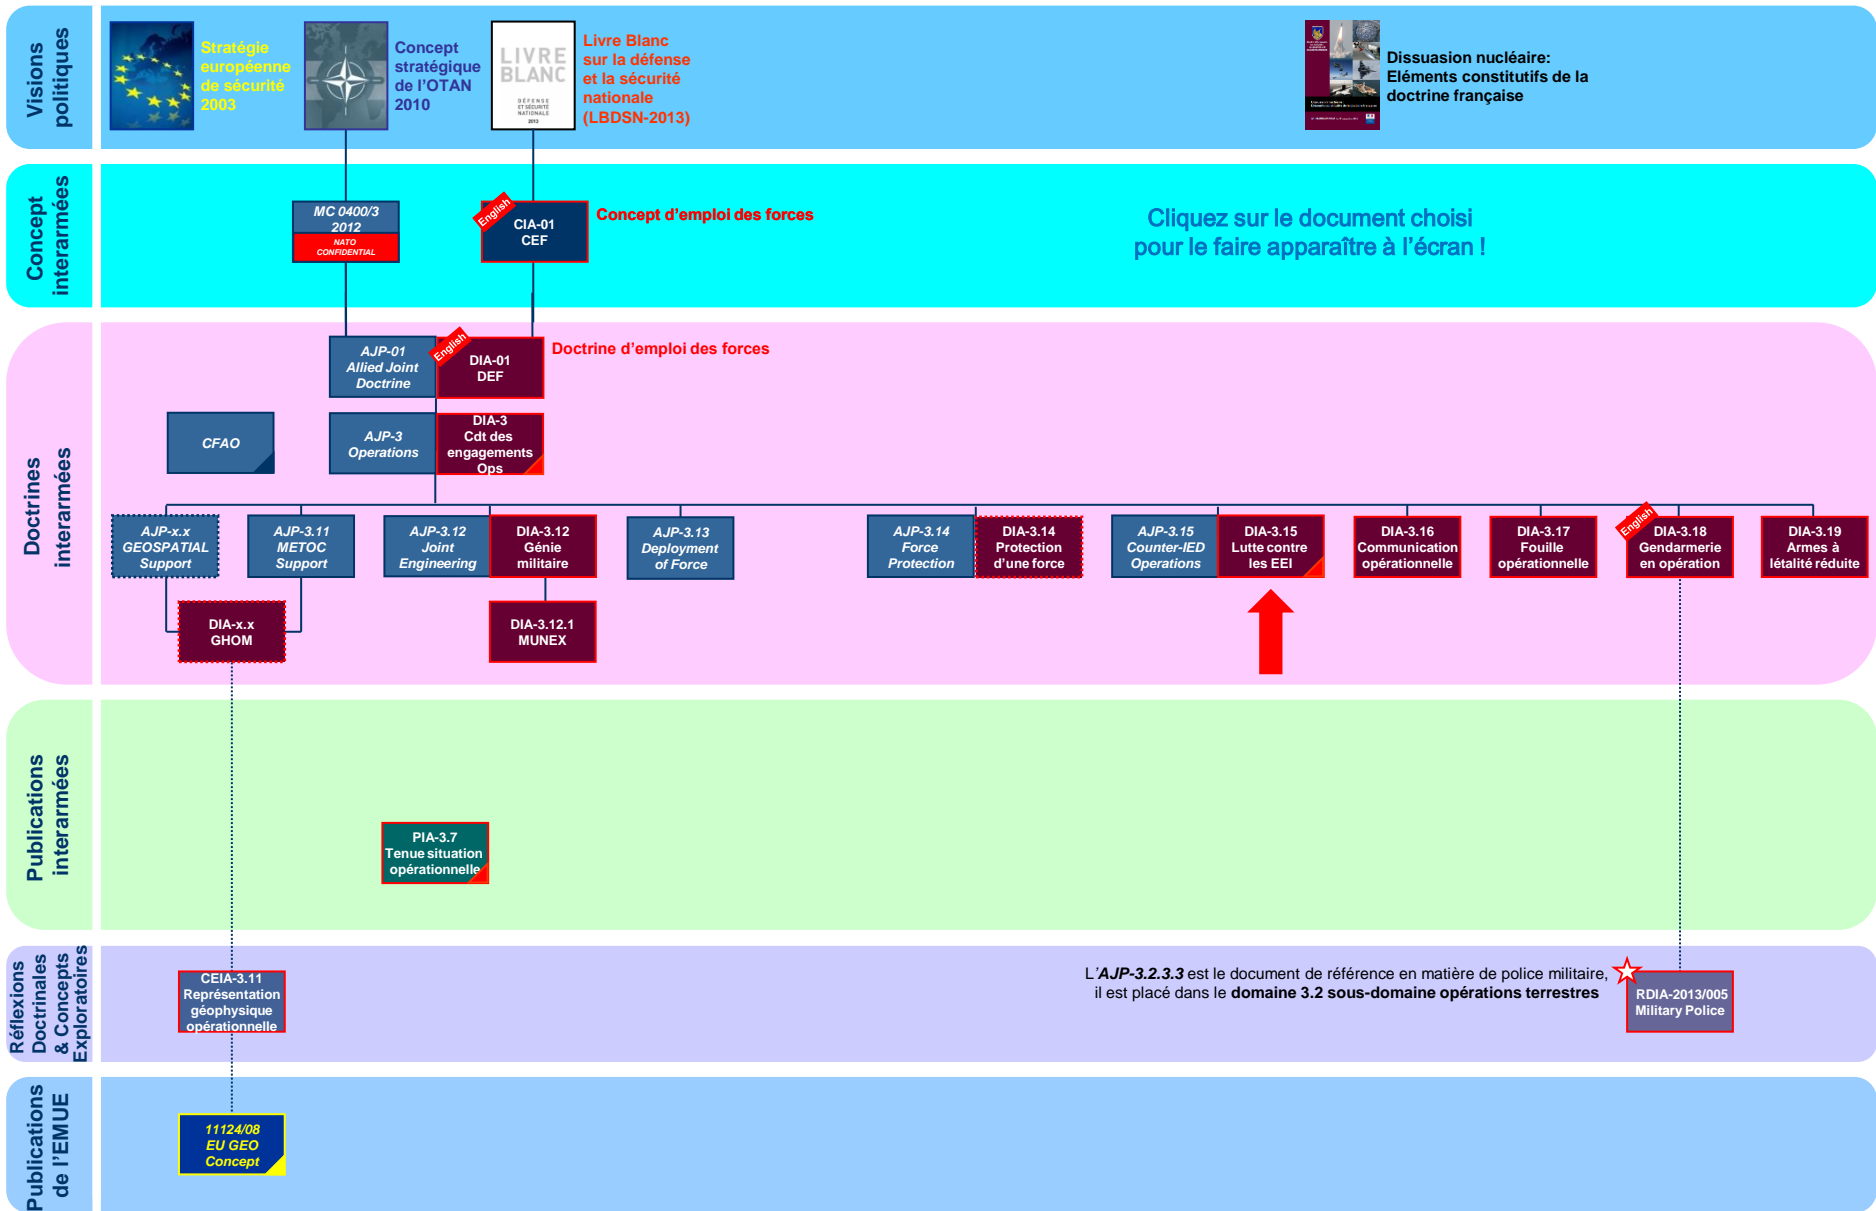 Visions
politiques
Stratégie
européenne
de sécurité
2003
Concept
stratégique
de l'OTAN
2010
LIVRE
BLANC
DÉFENSE
ET SÉCURITÉ
NATIONALE
2013
Livre Blanc
sur la défense
et la sécurité
nationale
(LBDSN-2013)
Dissuasion nucléaire:
Eléments constitutifs de la
doctrine française
Concept
interarmées
MC 0400/3
2012
NATO
CONFIDENTIAL
English
CIA-01
CEF
Concept d'emploi des forces
Cliquez sur le document choisi
pour le faire apparaître à l'écran !
Doctrines
interarmées
AJP-01
Allied Joint
Doctrine
English
DIA-01
DEF
Doctrine d'emploi des forces
CFAO
AJP-3
Operations
DIA-3
Cdt des
engagements
Ops
AJP-x.x
GEOSPATIAL
Support
AJP-3.11
METOC
Support
AJP-3.12
Joint
Engineering
DIA-3.12
Génie
militaire
AJP-3.13
Deployment
of Force
AJP-3.14
Force
Protection
DIA-3.14
Protection
d'une force
AJP-3.15
Counter-IED
Operations
DIA-3.15
Lutte contre
les EEI
DIA-3.16
Communication
opérationnelle
DIA-3.17
Fouille
opérationnelle
English
DIA-3.18
Gendarmerie
en opération
DIA-3.19
Armes à
létalité réduite
DIA-x.x
GHOM
DIA-3.12.1
MUNEX
Publications
interarmées
PIA-3.7
Tenue situation
opérationnelle
Réflexions
Doctrinales
& Concepts
Exploratoires
CEIA-3.11
Représentation
géophysique
opérationnelle
L'AJP-3.2.3.3 est le document de référence en matière de police militaire,
il est placé dans le domaine 3.2 sous-domaine opérations terrestres
RDIA-2013/005
Military Police
Publications
de l'EMUE
11124/08
EU GEO
Concept